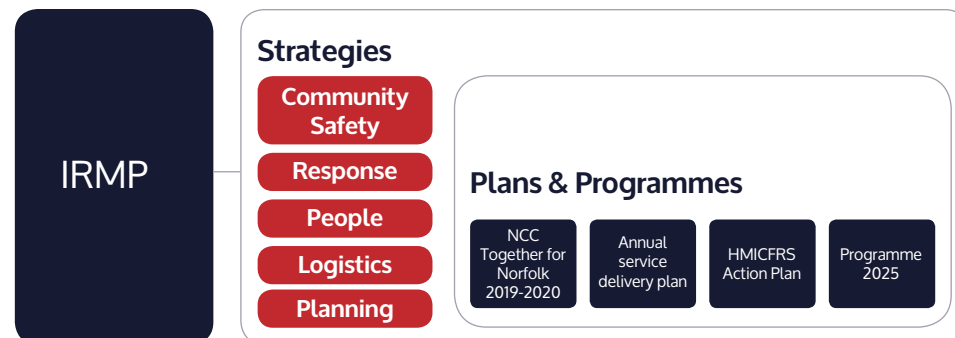 IRMP
Strategies
Community
Safety
Response
People
Logistics
Planning
Plans & Programmes
NCC
Together for
Norfolk
2019-2020
Annual
service
delivery plan
HMICFRS
Action Plan
Programme
2025